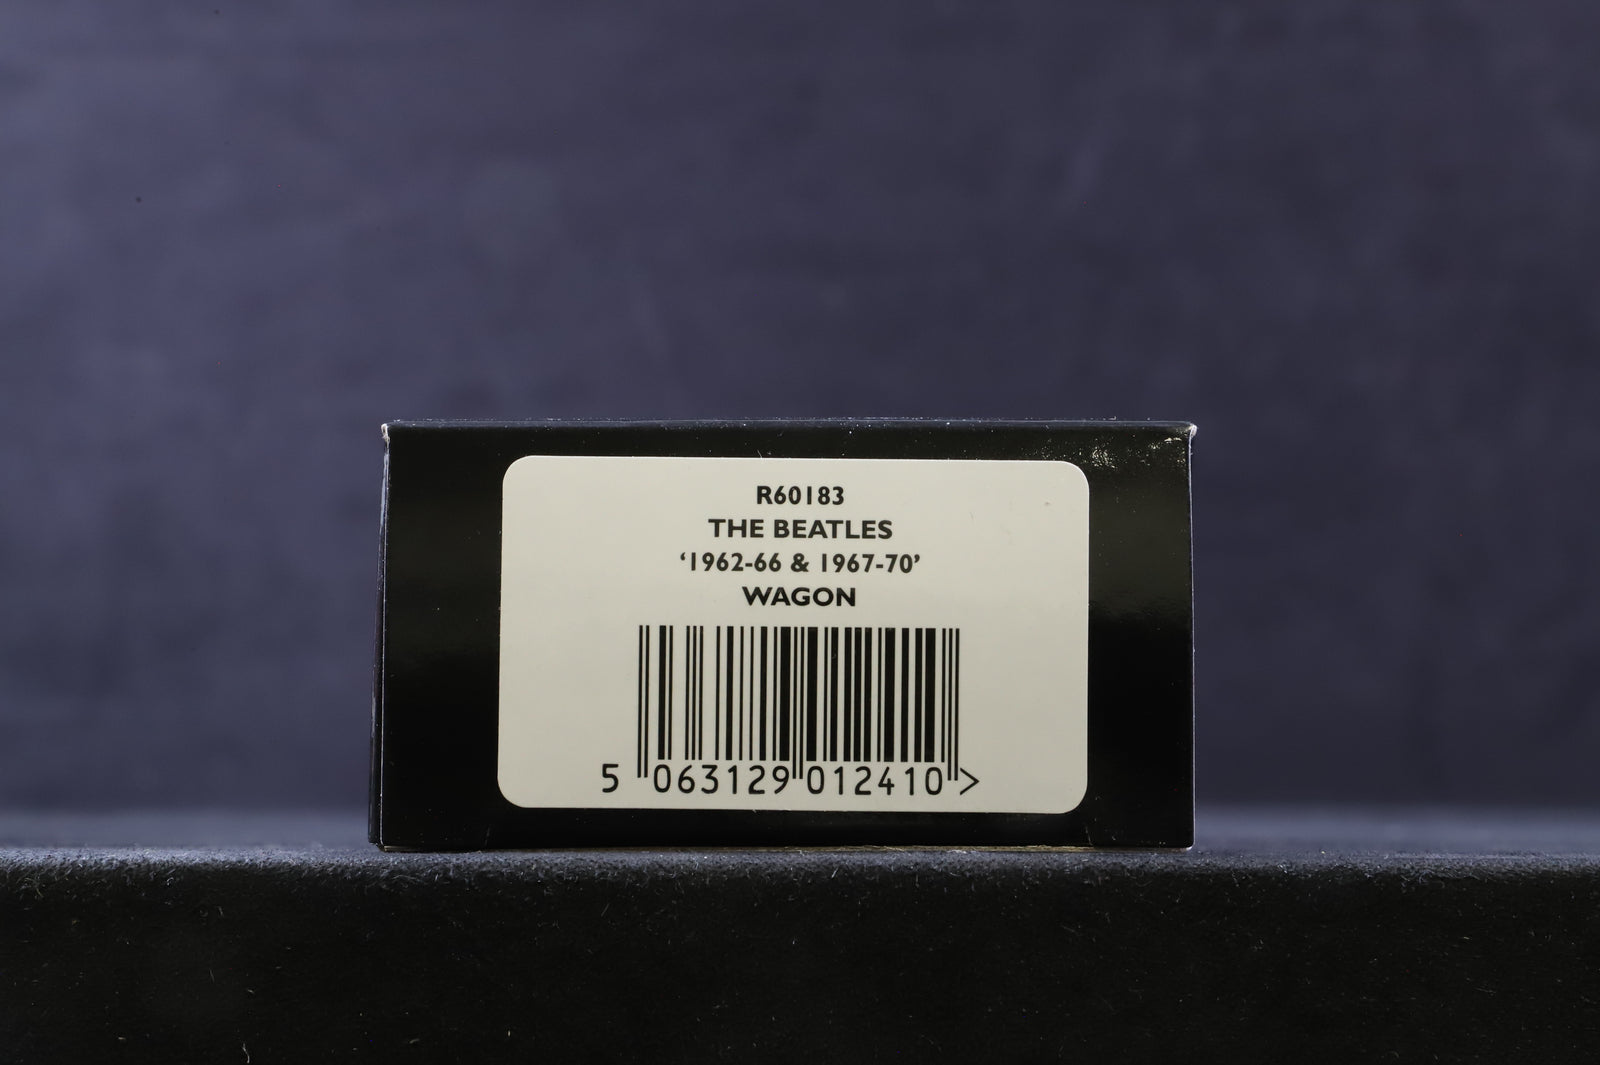 R60183
THE BEATLES
‘1962-66 & 1967-70’
WAGON
5 063129 012410 >